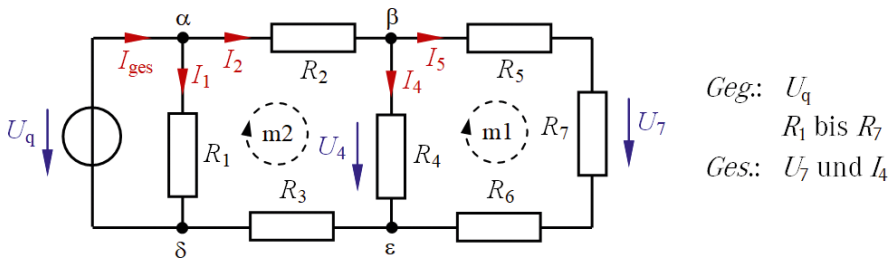 α β
I_ges I_1 I_2 R_2 I_4 I_5 R_5
U_q R_1 m2 U_4 R_4 m1 R_7 U_7
R_3 R_6
δ ε
Geg.: U_q
R_1 bis R_7
Ges.: U_7 und I_4